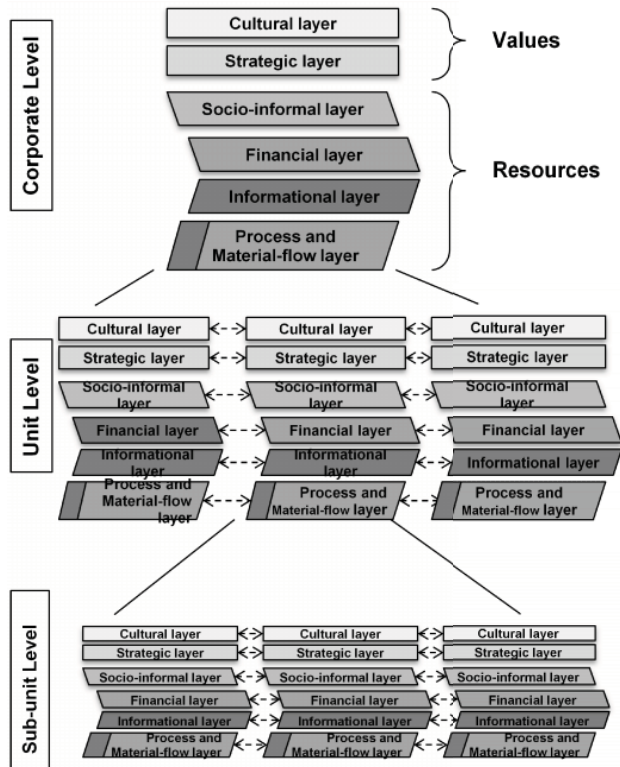 Corporate Level
Cultural layer
Values
Strategic layer
Socio-informal layer
Financial layer
Resources
Informational layer
Process and
Material-flow layer
Unit Level
Cultural layer
Cultural layer
Cultural layer
Strategic layer
Strategic layer
Strategic layer
Socio-informal
layer
Socio-informal
layer
Socio-informal
layer
Financial layer
Financial layer
Financial layer
Informational
layer
Informational
layer
Informational layer
Process and
Material-flow
layer
Process and
Material-flow layer
Process and
Material-flow layer
Sub-unit Level
Cultural layer
Cultural layer
Cultural layer
Strategic layer
Strategic layer
Strategic layer
Socio-informal layer
Socio-informal layer
Socio-informal layer
Financial layer
Financial layer
Financial layer
Informational layer
Informational layer
Informational layer
Process and
Material-flow layer
Process and
Material-flow layer
Process and
Material-flow layer